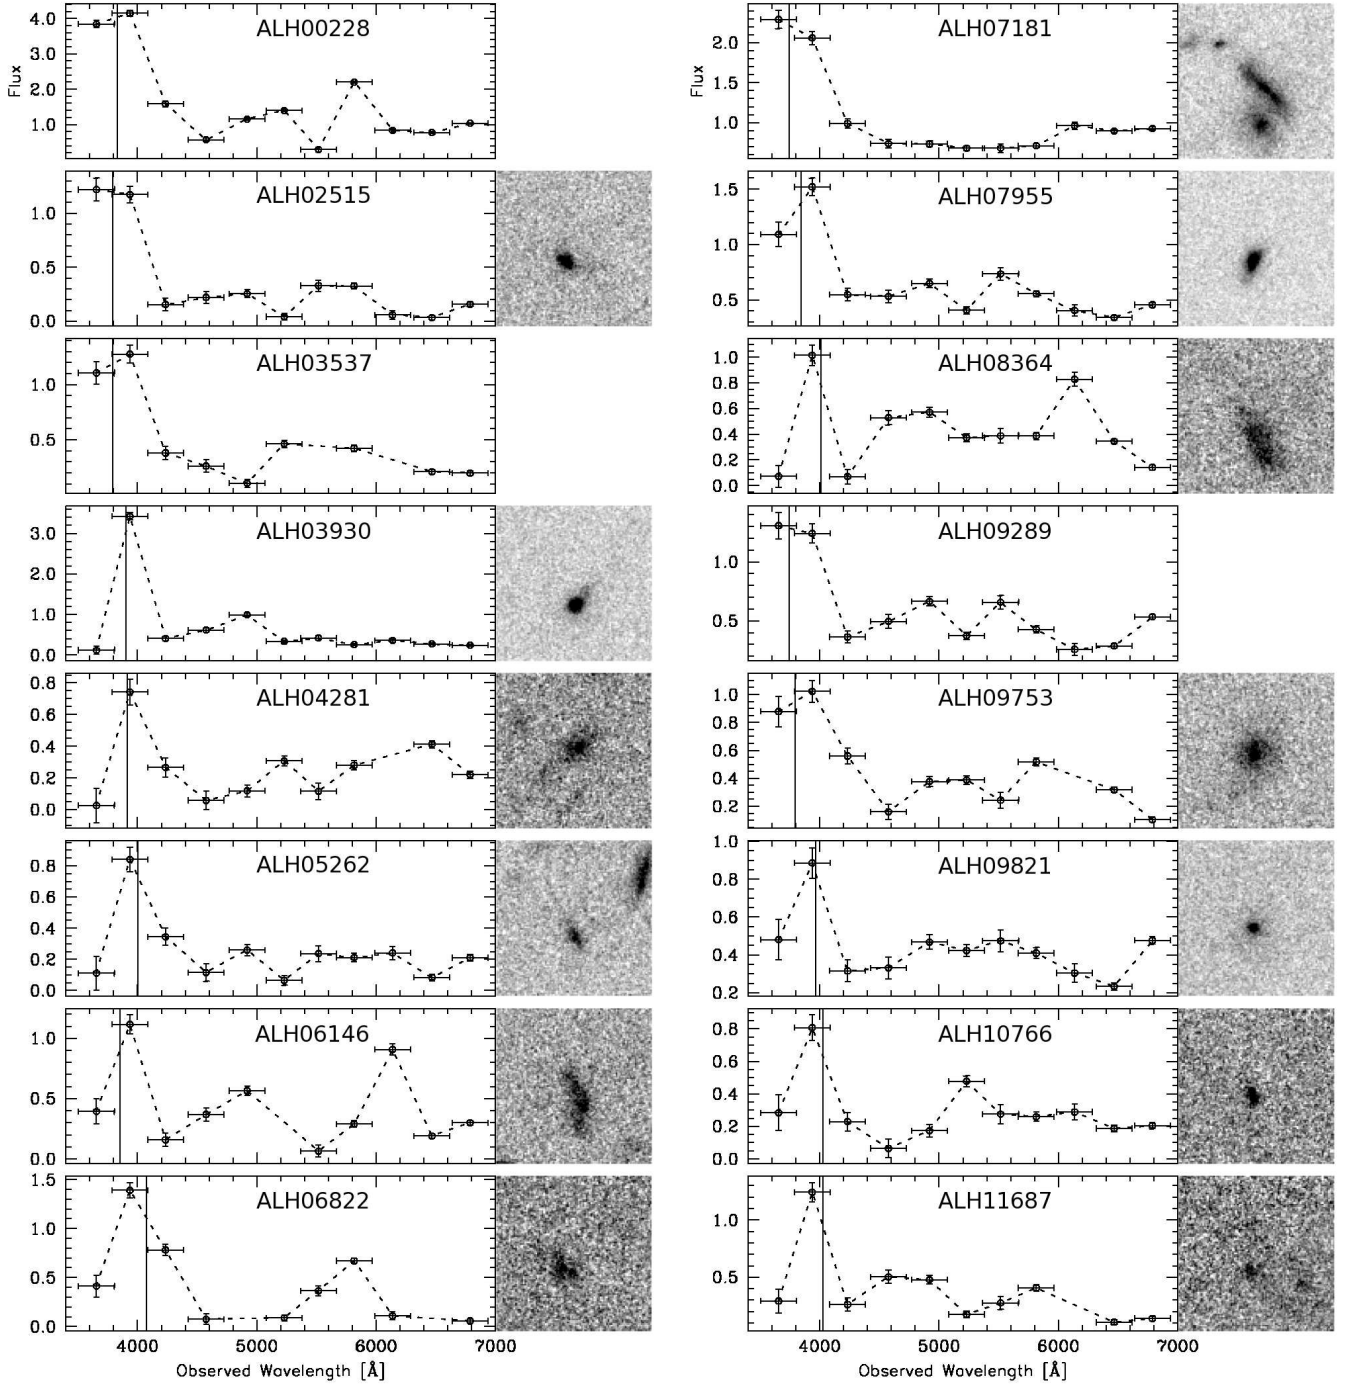 4.0
3.0
Flux
2.0
1.0
ALH00228
2.0
Flux
1.0
ALH07181
1.0
0.5
0.0
ALH02515
1.5
1.0
0.5
ALH07955
1.0
0.5
ALH03537
1.0
0.8
0.6
0.4
0.2
0.0
ALH08364
3.0
2.0
1.0
0.0
ALH03930
1.0
0.5
ALH09289
0.8
0.6
0.4
0.2
0.0
ALH04281
1.0
0.8
0.6
0.4
0.2
ALH09753
0.8
0.6
0.4
0.2
0.0
ALH05262
1.0
0.8
0.6
0.4
0.2
ALH09821
1.0
0.5
0.0
ALH06146
0.8
0.6
0.4
0.2
0.0
ALH10766
1.5
1.0
0.5
0.0
ALH06822
1.0
0.5
ALH11687
4000 5000 6000 7000
Observed Wavelength [Å]
4000 5000 6000 7000
Observed Wavelength [Å]